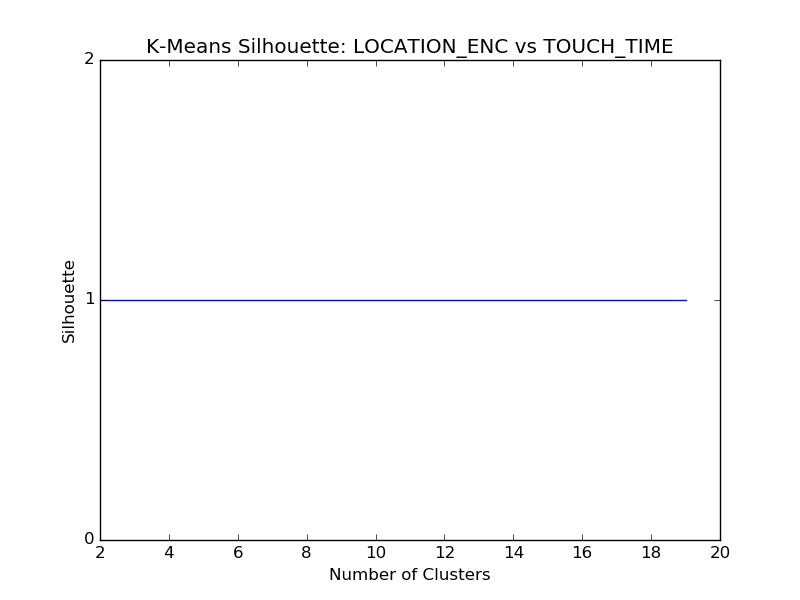 K-Means Silhouette: LOCATION_ENC vs TOUCH_TIME
2
1
0
Silhouette
2 4 6 8 10 12 14 16 18 20
Number of Clusters